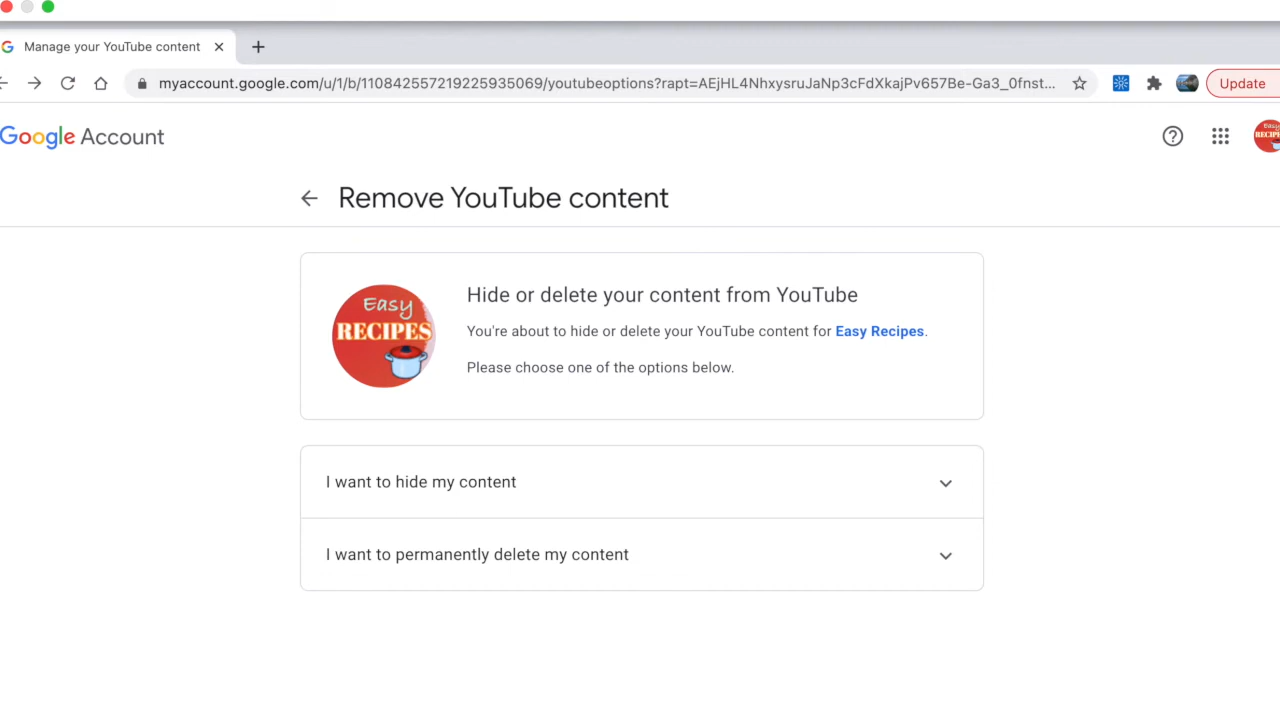 Manage your YouTube content
myaccount.google.com/u/1/b/110842557219225935069/youtubeoptions?rapt=AEjHL4NhxysruJaNp3cFdXkajPv657Be-Ga3_0fnst...
Update
Google Account
Easy
RECIPES
Remove YouTube content
Easy
RECIPES
Hide or delete your content from YouTube
You're about to hide or delete your YouTube content for Easy Recipes.
Please choose one of the options below.
I want to hide my content
I want to permanently delete my content